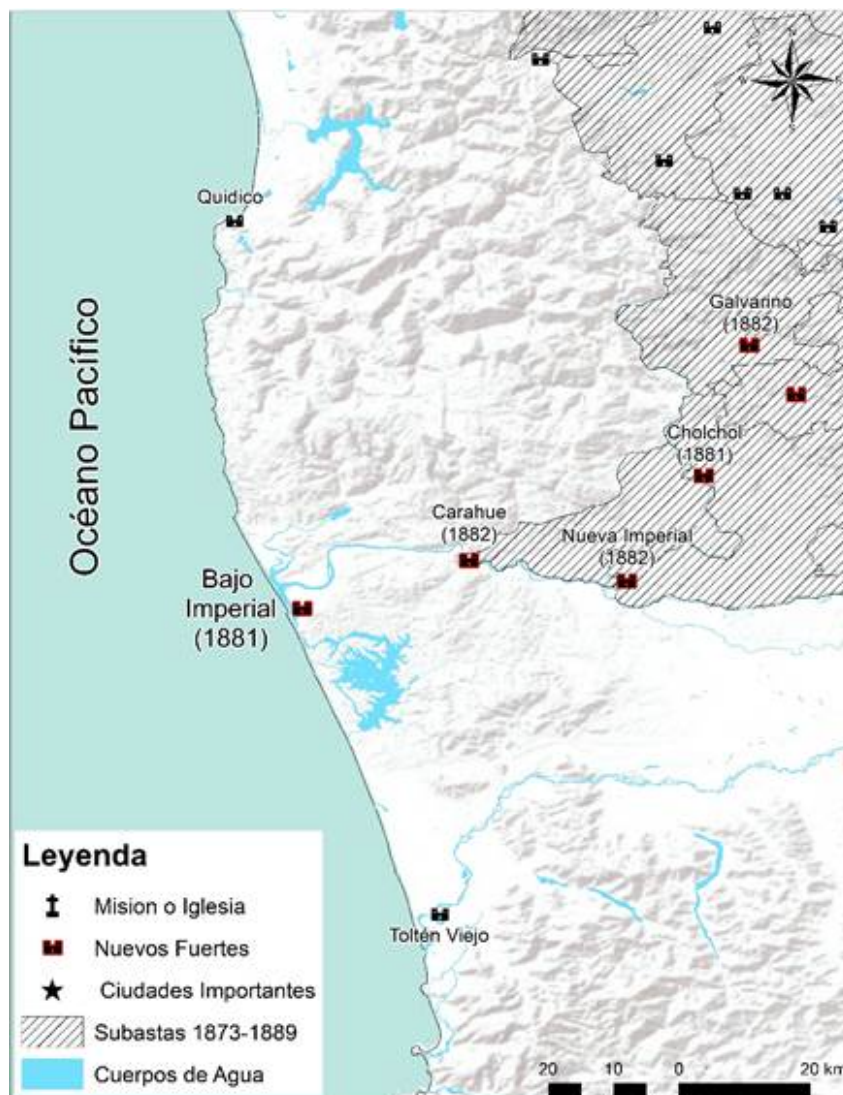 Quidico
Galvarino
(1882)
Océano Pacífico
Cholchol
(1881)
Carahue
(1882)
Nueva Imperial
(1882)
Bajo
Imperial
(1881)
Toltén Viejo
Leyenda
Mision o Iglesia
Nuevos Fuertes
Ciudades Importantes
Subastas 1873-1889
Cuerpos de Agua
20 10 0 20 km